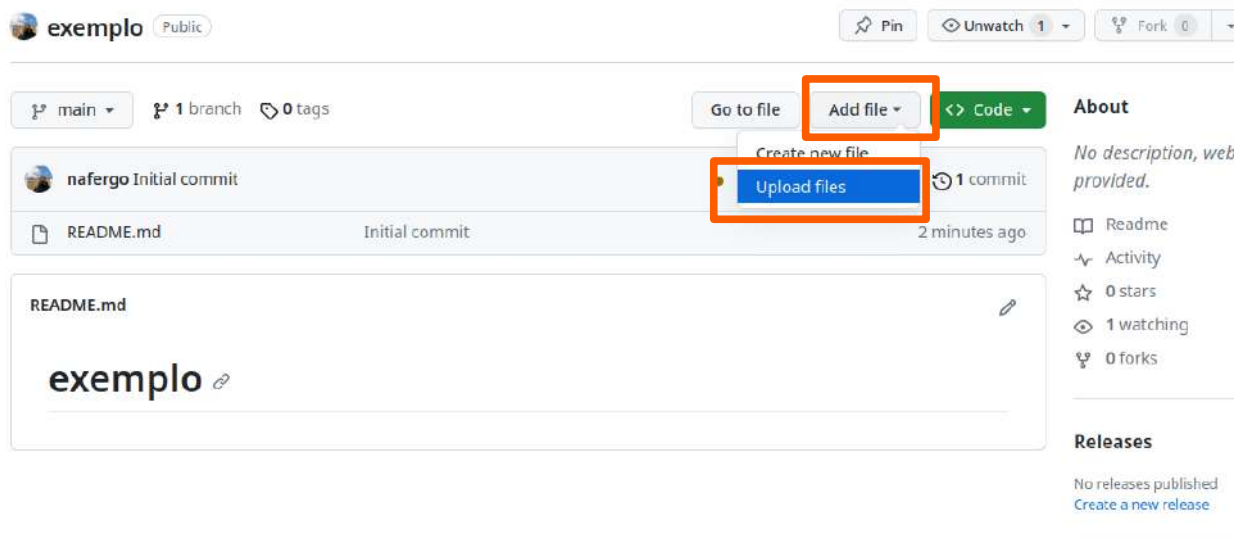 exemplo Public
Pin
Unwatch 1
Fork 0
main
1 branch
0 tags
Go to file
Add file
<> Code
Create new file
Upload files
nafergo Initial commit
1 commit
README.md
Initial commit
2 minutes ago
README.md
exemplo
About
No description, web
provided.
Readme
Activity
0 stars
1 watching
0 forks
Releases
No releases published
Create a new release